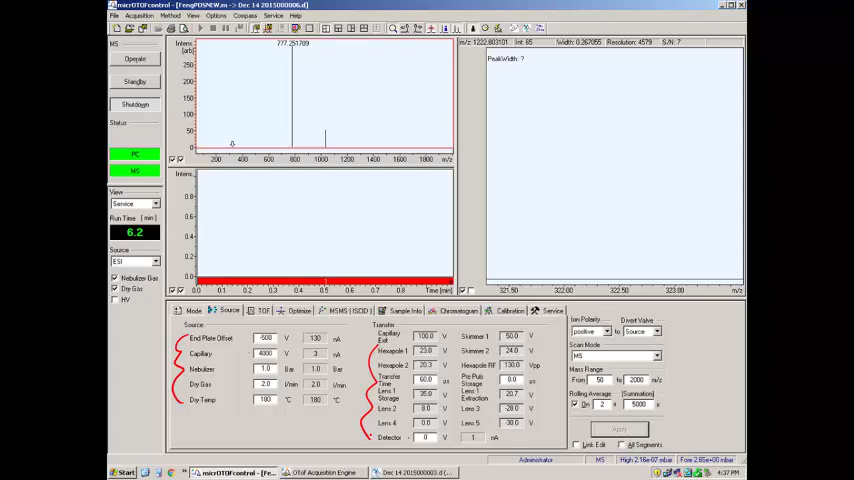 micrOTOFcontrol - (FengPOSNEW.m -> Dec 14 2015000006.d)
File Acquisition Method View Options Compass Service Help
MS
Operate
Standby
Shutdown
Status
PC
MS
View
Service
Run Time [min]
6.2
Source
ESI
Nebulizer Gas
Dry Gas
HV
Intens.
[arb]
250
200
150
100
50
0
777.251709
200 400 600 800 1000 1200 1400 1600 1800 m/z
m/z: 1222.803101 Int: 65 Width: 0.267055 Resolution: 4579 S/N: 7
PeakWidth: ?
321.50 322.00 322.50 323.00
Intens.
0.8
0.6
0.4
0.2
0.0
0.0 0.1 0.2 0.3 0.4 0.5 0.6 0.7 0.8 Time [min]
Mode Source TOF Optimize MSMS (ISCID) Sample Info Chromatogram Calibration Service
Source
End Plate Offset -500 V 130 nA
Capillary - 4000 V 3 nA
Nebulizer 1.0 Bar 1.0 Bar
Dry Gas 2.0 l/min 2.0 l/min
Dry Temp 180 °C 180 °C
Transfer
Capillary Exit 100.0 V Skimmer 1 50.0 V
Hexapole 1 23.0 V Skimmer 2 24.0 V
Hexapole 2 20.3 V Hexapole RF 130.0 Vpp
Transfer Time 60.0 µs Pre Puls Storage 8.0 µs
Lens 1 Storage 35.0 V Lens 1 Extraction 20.7 V
Lens 2 8.0 V Lens 3 -28.0 V
Lens 4 0.0 V Lens 5 -30.0 V
Detector - 0 V 1 nA
Ion Polarity Divert Valve
positive Source
Scan Mode
MS
Mass Range
From 50 to 2000 m/z
Rolling Average [Summation]
On 2 x 5000 x
Apply
Link Edit All Segments
Administrator MS High 2.16e-07 mbar Fore 2.65e+00 mbar
Start micrOTOFcontrol - (Fe... OTof Acquisition Engine Dec 14 2015000003.d (... 4:37 PM